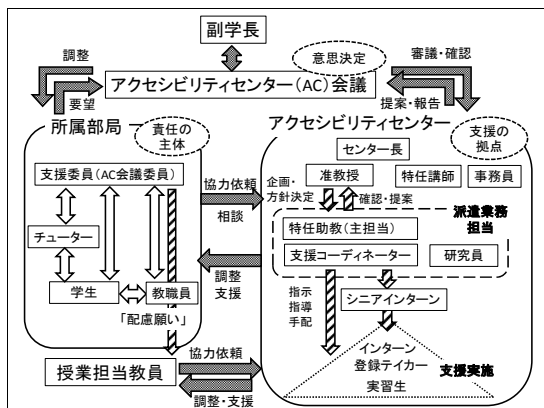 副学長
調整
意思決定
審議・確認
アクセシビリティセンター(AC)会議
要望
提案・報告
所属部局
責任の
主体
アクセシビリティセンター
支援の
拠点
センター長
支援委員(AC会議委員)
准教授
特任講師
事務員
協力依頼
相談
企画・
方針決定
確認・提案
派遣業務
担当
チューター
特任助教(主担当)
支援コーディネーター
研究員
調整
支援
学生
教職員
「配慮願い」
指示
指導
手配
シニアインターン
インターン
登録テイカー
実習生
支援実施
授業担当教員
協力依頼
調整・支援